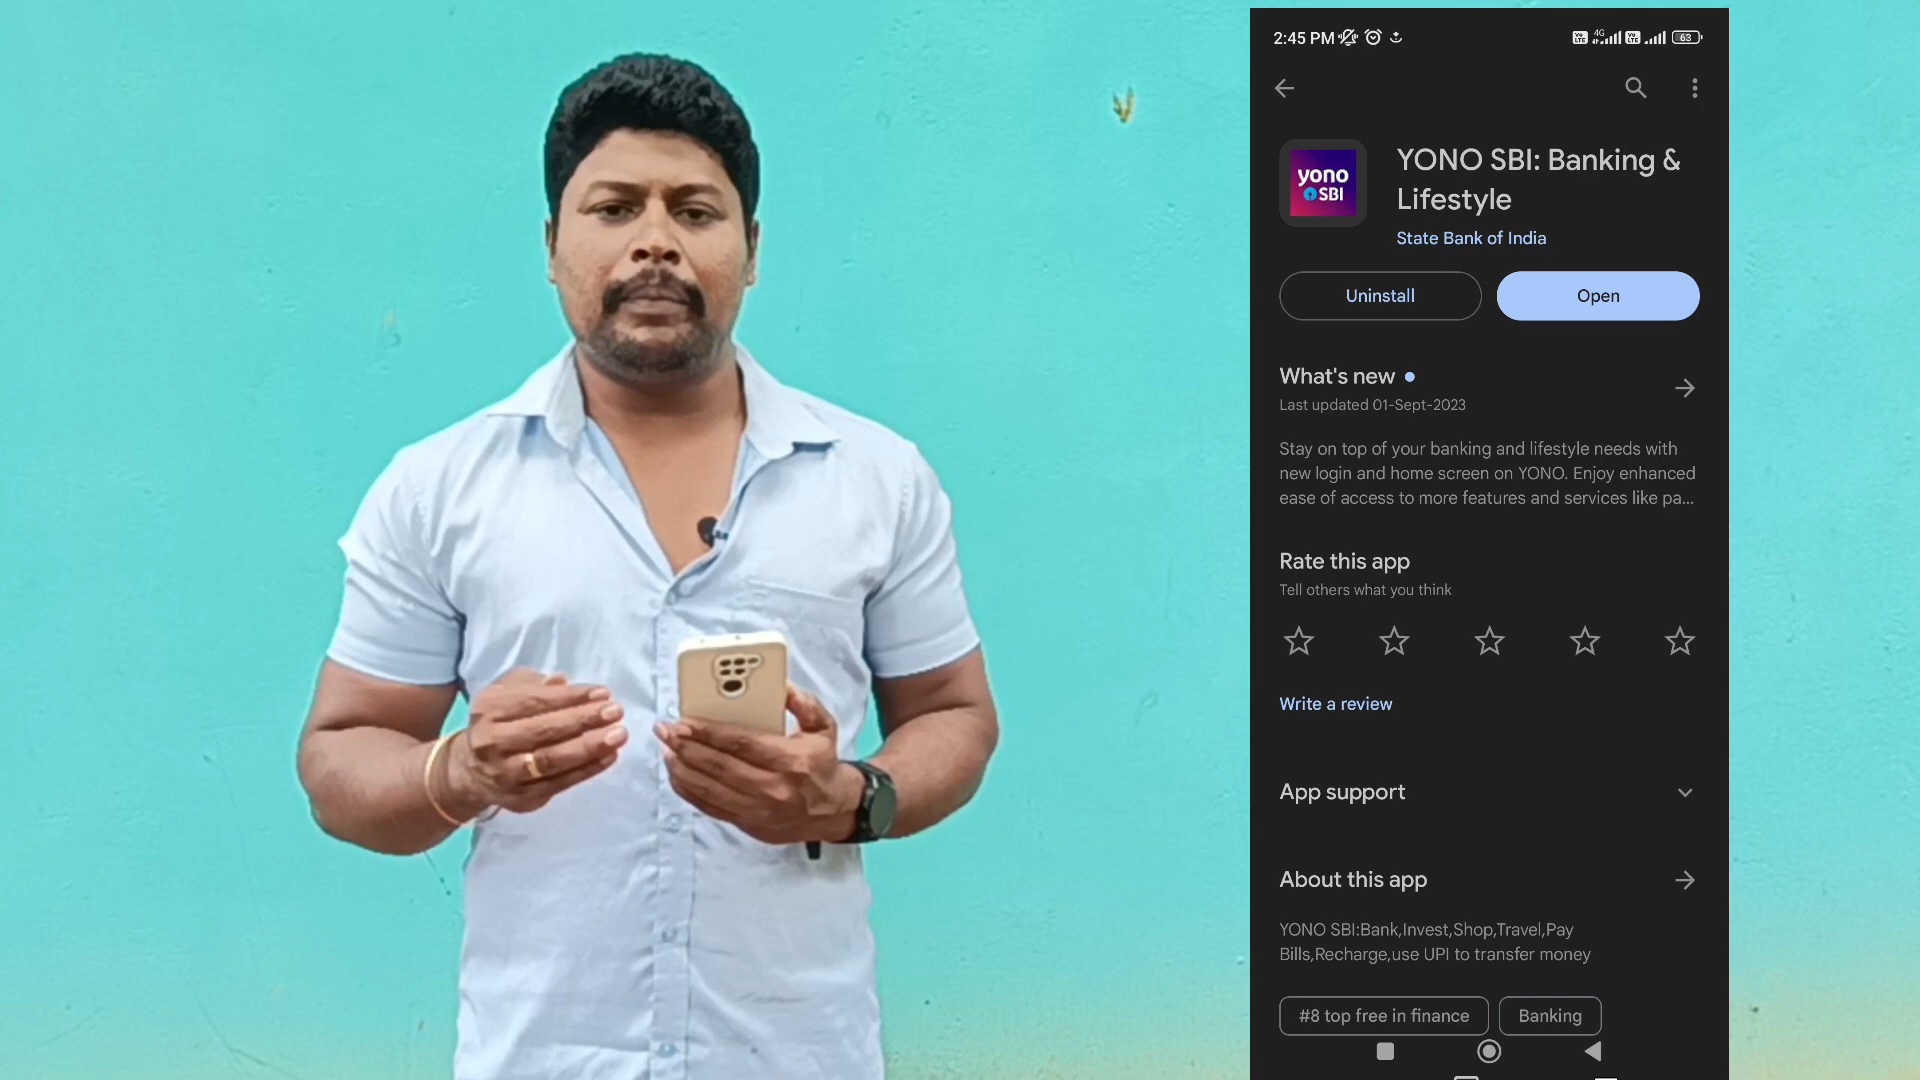 2:45 PM
4G
63
yono
SBI
YONO SBI: Banking &
Lifestyle
State Bank of India
Uninstall
Open
What's new
Last updated 01-Sept-2023
Stay on top of your banking and lifestyle needs with
new login and home screen on YONO. Enjoy enhanced
ease of access to more features and services like pa...
Rate this app
Tell others what you think
Write a review
App support
About this app
YONO SBI:Bank,Invest,Shop,Travel,Pay
Bills,Recharge,use UPI to transfer money
#8 top free in finance
Banking